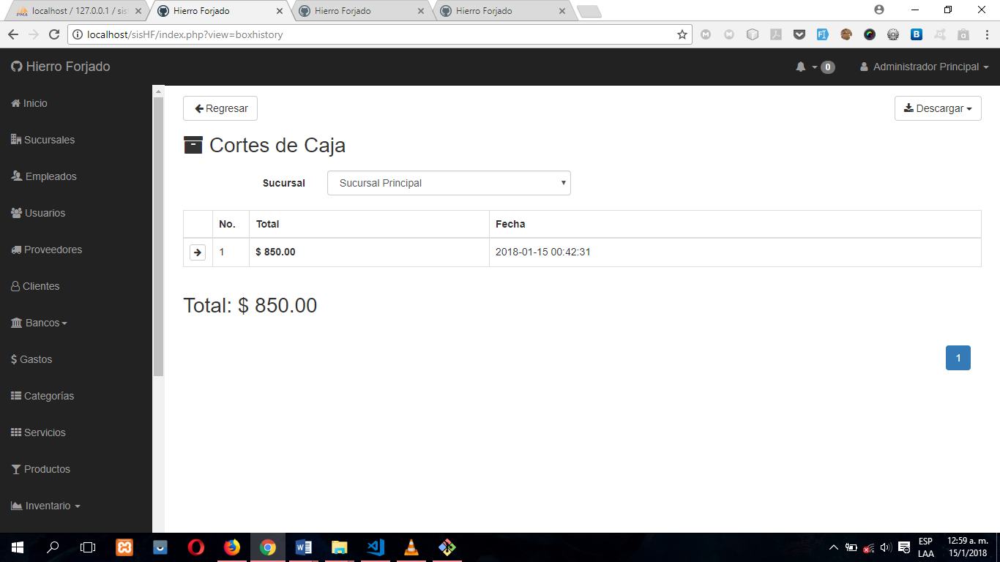 localhost / 127.0.0.1 / sis
Hierro Forjado
Hierro Forjado
Hierro Forjado
localhost/sisHF/index.php?view=boxhistory
Hierro Forjado
0
Administrador Principal
Inicio
Sucursales
Empleados
Usuarios
Proveedores
Clientes
Bancos
Gastos
Categorías
Servicios
Productos
Inventario
Regresar
Descargar
Cortes de Caja
Sucursal
Sucursal Principal
No. Total Fecha
1 $ 850.00 2018-01-15 00:42:31
Total: $ 850.00
1
ESP
LAA
12:59 a. m.
15/1/2018